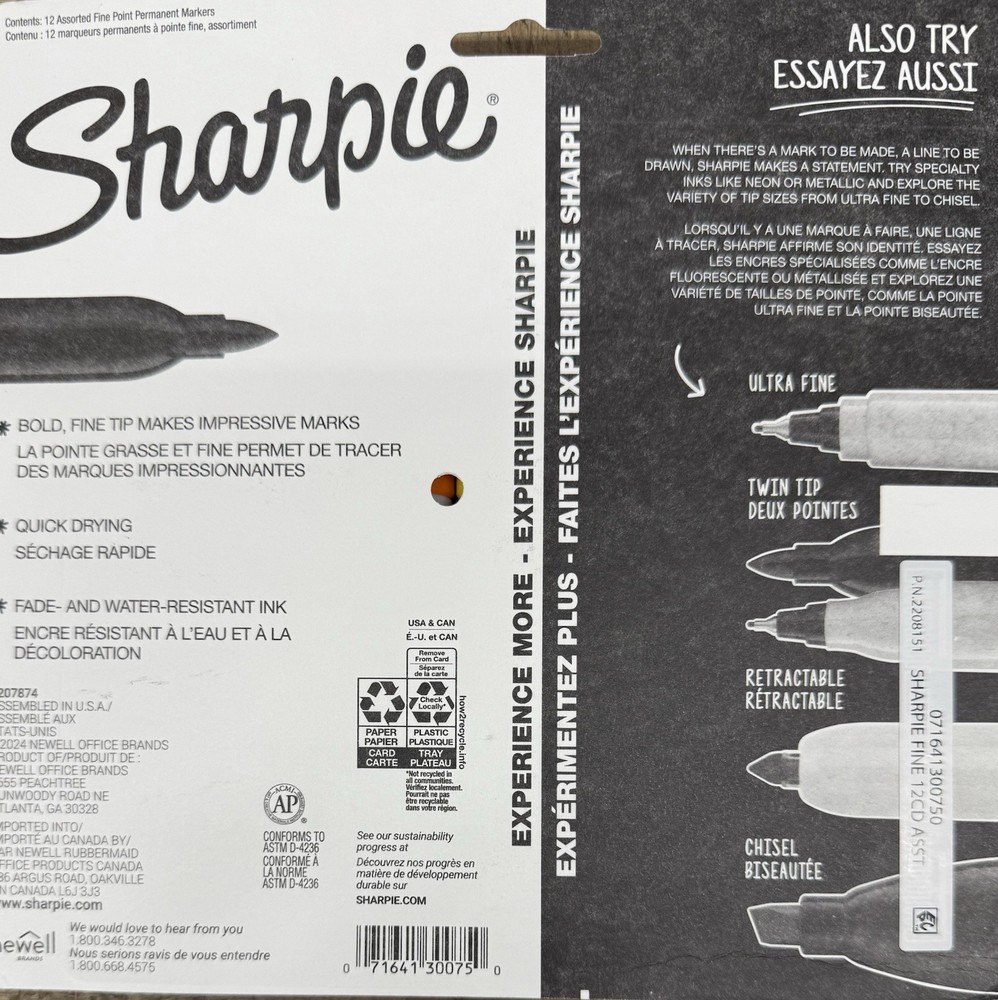 Contents: 12 Assorted Fine Point Permanent Markers
Contenu : 12 marqueurs permanents à pointe fine, assortiment
Sharpie®
* BOLD, FINE TIP MAKES IMPRESSIVE MARKS
LA POINTE GRASSE ET FINE PERMET DE TRACER
DES MARQUES IMPRESSIONNANTES
* QUICK DRYING
SÉCHAGE RAPIDE
* FADE- AND WATER-RESISTANT INK
ENCRE RÉSISTANT À L'EAU ET À LA
DÉCOLORATION
207874
SSEMBLED IN U.S.A./
SSEMBLÉ AUX
TATS-UNIS
2024 NEWELL OFFICE BRANDS
RODUCT OF/PRODUIT DE :
EWELL OFFICE BRANDS
555 PEACHTREE
UNWOODY ROAD NE
TLANTA, GA 30328
MPORTED INTO/
MPORTÉ AU CANADA BY/
AR NEWELL RUBBERMAID
FFICE PRODUCTS CANADA
86 ARGUS ROAD, OAKVILLE
N CANADA L6J 3J3
www.sharpie.com
newell
BRANDS
We would love to hear from you
1.800.346.3278
Nous serions ravis de vous entendre
1.800.668.4575
ACMI
AP
®
CONFORMS TO
ASTM D-4236
CONFORMÉ À
LA NORME
ASTM D-4236
USA & CAN
É.-U. et CAN
Remove
From Card
Séparez
de la carte
Check
Locally*
PAPER
PAPIER
PLASTIC
PLASTIQUE
CARD
CARTE
TRAY
PLATEAU
how2recycle.info
*Not recycled in
all communities.
Vérifiez localement.
Pourrait ne pas
être recyclable
dans votre région.
See our sustainability
progress at
Découvrez nos progrès en
matière de développement
durable sur
SHARPIE.COM
0 71641 30075 0
EXPERIENCE MORE - EXPERIENCE SHARPIE
EXPÉRIMENTEZ PLUS - FAITES L'EXPÉRIENCE SHARPIE
ALSO TRY
ESSAYEZ AUSSI
WHEN THERE'S A MARK TO BE MADE, A LINE TO BE
DRAWN, SHARPIE MAKES A STATEMENT. TRY SPECIALTY
INKS LIKE NEON OR METALLIC AND EXPLORE THE
VARIETY OF TIP SIZES FROM ULTRA FINE TO CHISEL.
LORSQU'IL Y A UNE MARQUE À FAIRE, UNE LIGNE
À TRACER, SHARPIE AFFIRME SON IDENTITÉ. ESSAYEZ
LES ENCRES SPÉCIALISÉES COMME L'ENCRE
FLUORESCENTE OU MÉTALLISÉE ET EXPLOREZ UNE
VARIÉTÉ DE TAILLES DE POINTE, COMME LA POINTE
ULTRA FINE ET LA POINTE BISEAUTÉE.
ULTRA FINE
TWIN TIP
DEUX POINTES
RETRACTABLE
RÉTRACTABLE
CHISEL
BISEAUTÉE
071641300750
P.N.2208151 SHARPIE FINE 12CD ASST